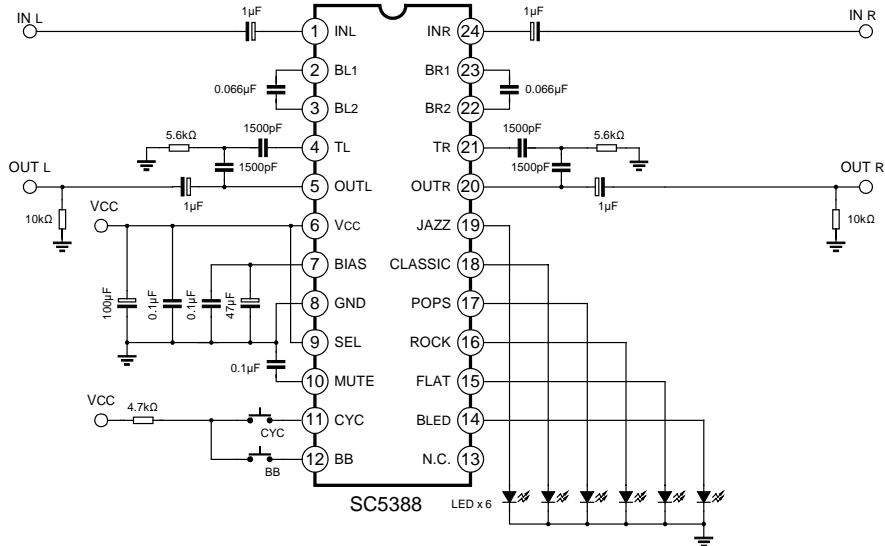 IN L 1μF 1 INL INR 24 1μF IN R
2 BL1 BR1 23
0.066μF 0.066μF
3 BL2 BR2 22
5.6kΩ 1500pF 4 TL TR 21 1500pF 5.6kΩ
1500pF 1500pF
OUT L 1μF 5 OUTL OUTR 20 1μF OUT R
10kΩ VCC 6 VCC JAZZ 19 10kΩ
7 BIAS CLASSIC 18
100μF 0.1μF 0.1μF 47μF 8 GND POPS 17
9 SEL ROCK 16
0.1μF 10 MUTE FLAT 15
VCC 4.7kΩ CYC 11 CYC BLED 14
BB 12 BB N.C. 13
SC5388 LED x 6